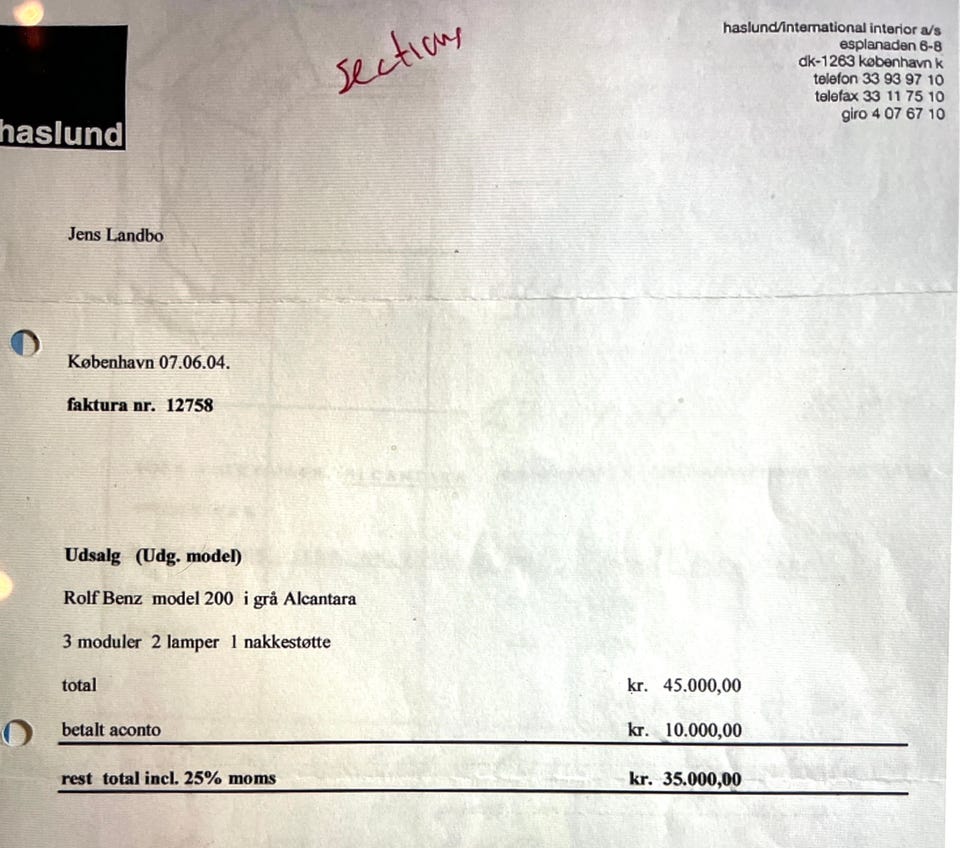 sections
haslund
haslund/international interior a/s
esplanaden 6-8
dk-1263 københavn k
telefon 33 93 97 10
telefax 33 11 75 10
giro 4 07 67 10
Jens Landbo
København 07.06.04.
faktura nr. 12758
ALCANTARA
Udsalg (Udg. model)
Rolf Benz model 200 i grå Alcantara
3 moduler 2 lamper 1 nakkestøtte
total kr. 45.000,00
betalt aconto kr. 10.000,00
rest total incl. 25% moms kr. 35.000,00